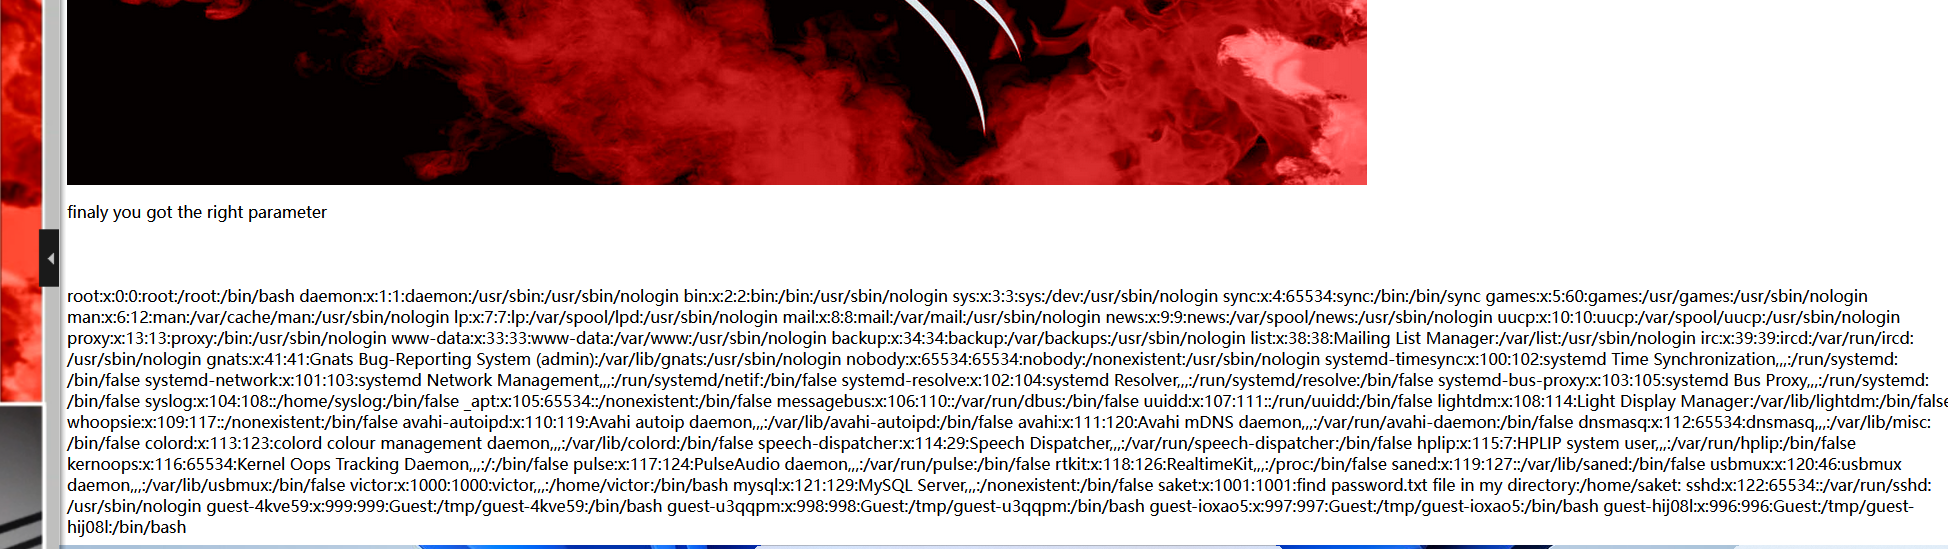 finaly you got the right parameter
root:x:0:0:root:/root:/bin/bash daemon:x:1:1:daemon:/usr/sbin:/usr/sbin/nologin bin:x:2:2:bin:/bin:/usr/sbin/nologin sys:x:3:3:sys:/dev:/usr/sbin/nologin sync:x:4:65534:sync:/bin:/bin/sync games:x:5:60:games:/usr/games:/usr/sbin/nologin
man:x:6:12:man:/var/cache/man:/usr/sbin/nologin lp:x:7:7:lp:/var/spool/lpd:/usr/sbin/nologin mail:x:8:8:mail:/var/mail:/usr/sbin/nologin news:x:9:9:news:/var/spool/news:/usr/sbin/nologin uucp:x:10:10:uucp:/var/spool/uucp:/usr/sbin/nologin
proxy:x:13:13:proxy:/bin:/usr/sbin/nologin www-data:x:33:33:www-data:/var/www:/usr/sbin/nologin backup:x:34:34:backup:/var/backups:/usr/sbin/nologin list:x:38:38:Mailing List Manager:/var/list:/usr/sbin/nologin irc:x:39:39:ircd:/var/run/ircd:
/usr/sbin/nologin gnats:x:41:41:Gnats Bug-Reporting System (admin):/var/lib/gnats:/usr/sbin/nologin nobody:x:65534:65534:nobody:/nonexistent:/usr/sbin/nologin systemd-timesync:x:100:102:systemd Time Synchronization,,,:/run/systemd:
/bin/false systemd-network:x:101:103:systemd Network Management,,,:/run/systemd/netif:/bin/false systemd-resolve:x:102:104:systemd Resolver,,,:/run/systemd/resolve:/bin/false systemd-bus-proxy:x:103:105:systemd Bus Proxy,,,:/run/systemd:
/bin/false syslog:x:104:108::/home/syslog:/bin/false _apt:x:105:65534::/nonexistent:/bin/false messagebus:x:106:110::/var/run/dbus:/bin/false uuidd:x:107:111::/run/uuidd:/bin/false lightdm:x:108:114:Light Display Manager:/var/lib/lightdm:/bin/false
whoopsie:x:109:117::/nonexistent:/bin/false avahi-autoipd:x:110:119:Avahi autoip daemon,,,:/var/lib/avahi-autoipd:/bin/false avahi:x:111:120:Avahi mDNS daemon,,,:/var/run/avahi-daemon:/bin/false dnsmasq:x:112:65534:dnsmasq,,,:/var/lib/misc:
/bin/false colord:x:113:123:colord colour management daemon,,,:/var/lib/colord:/bin/false speech-dispatcher:x:114:29:Speech Dispatcher,,,:/var/run/speech-dispatcher:/bin/false hplip:x:115:7:HPLIP system user,,,:/var/run/hplip:/bin/false
kernoops:x:116:65534:Kernel Oops Tracking Daemon,,,:/:/bin/false pulse:x:117:124:PulseAudio daemon,,,:/var/run/pulse:/bin/false rtkit:x:118:126:RealtimeKit,,,:/proc:/bin/false saned:x:119:127::/var/lib/saned:/bin/false usbmux:x:120:46:usbmux
daemon,,,:/var/lib/usbmux:/bin/false victor:x:1000:1000:victor,,,:/home/victor:/bin/bash mysql:x:121:129:MySQL Server,,,:/nonexistent:/bin/false saket:x:1001:1001:find password.txt file in my directory:/home/saket: sshd:x:122:65534::/var/run/sshd:
/usr/sbin/nologin guest-4kve59:x:999:999:Guest:/tmp/guest-4kve59:/bin/bash guest-u3qqpm:x:998:998:Guest:/tmp/guest-u3qqpm:/bin/bash guest-ioxao5:x:997:997:Guest:/tmp/guest-ioxao5:/bin/bash guest-hij08l:x:996:996:Guest:/tmp/guest-
hij08l:/bin/bash